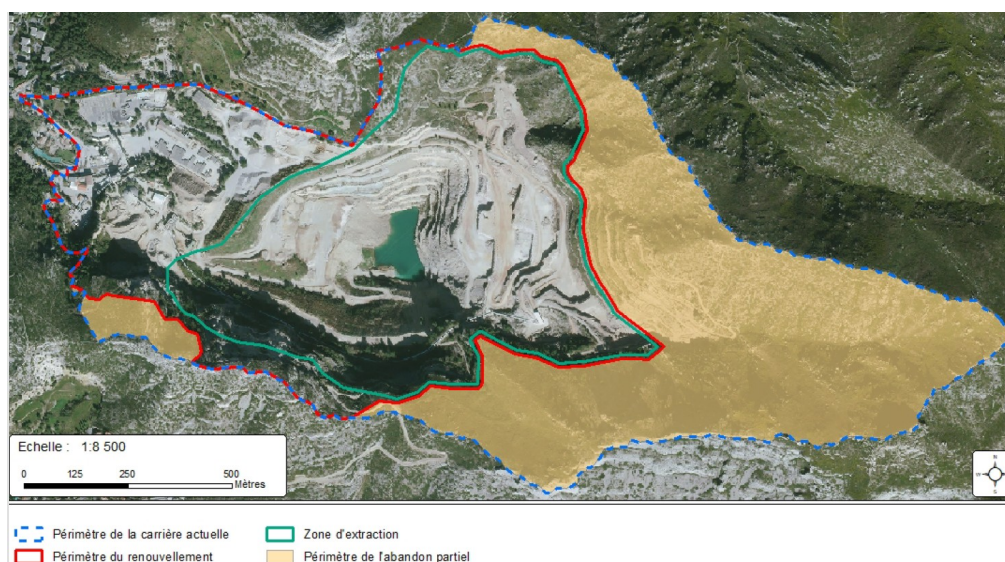 Echelle : 1:8 500
0 125 250 500
Mètres
N
Périmètre de la carrière actuelle
Zone d'extraction
Périmètre du renouvellement
Périmètre de l'abandon partiel